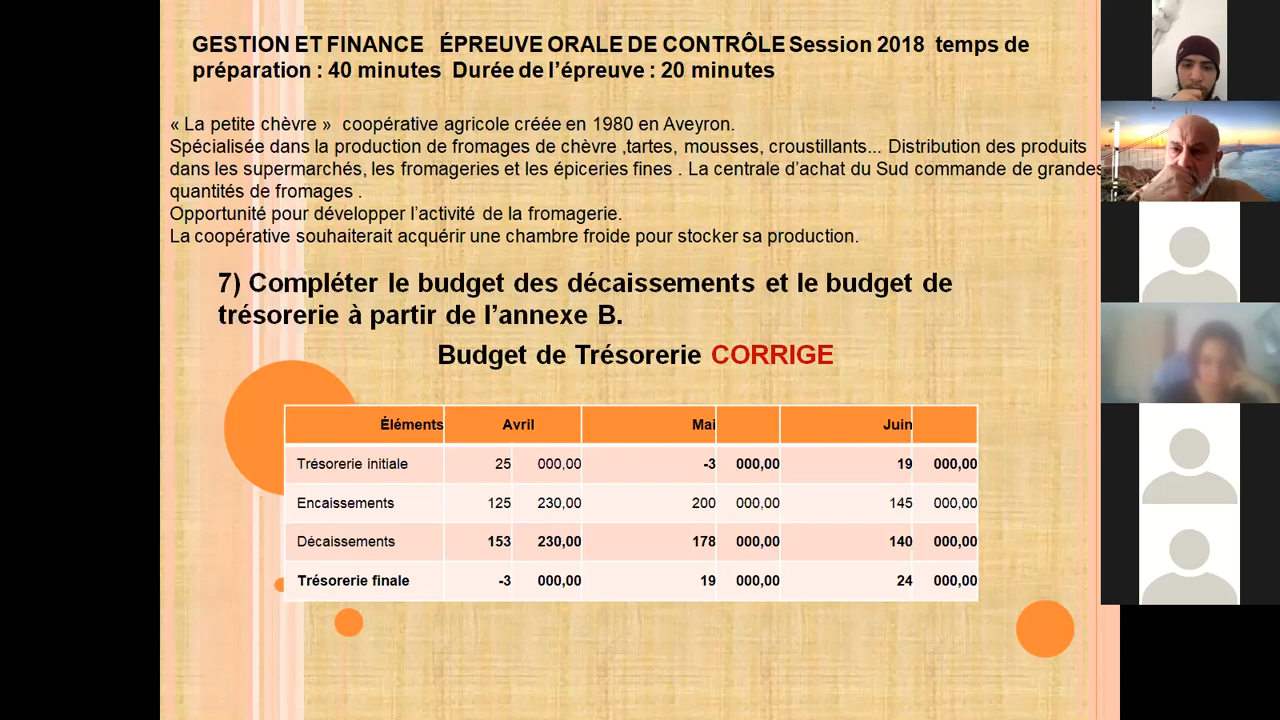 GESTION ET FINANCE ÉPREUVE ORALE DE CONTRÔLE Session 2018 temps de
préparation : 40 minutes Durée de l'épreuve : 20 minutes
« La petite chèvre » coopérative agricole créée en 1980 en Aveyron.
Spécialisée dans la production de fromages de chèvre ,tartes, mousses, croustillants... Distribution des produits
dans les supermarchés, les fromageries et les épiceries fines . La centrale d'achat du Sud commande de grandes
quantités de fromages .
Opportunité pour développer l'activité de la fromagerie.
La coopérative souhaiterait acquérir une chambre froide pour stocker sa production.
7) Compléter le budget des décaissements et le budget de
trésorerie à partir de l'annexe B.
Budget de Trésorerie CORRIGE
Éléments Avril Mai Juin
Trésorerie initiale 25 000,00 -3 000,00 19 000,00
Encaissements 125 230,00 200 000,00 145 000,00
Décaissements 153 230,00 178 000,00 140 000,00
Trésorerie finale -3 000,00 19 000,00 24 000,00